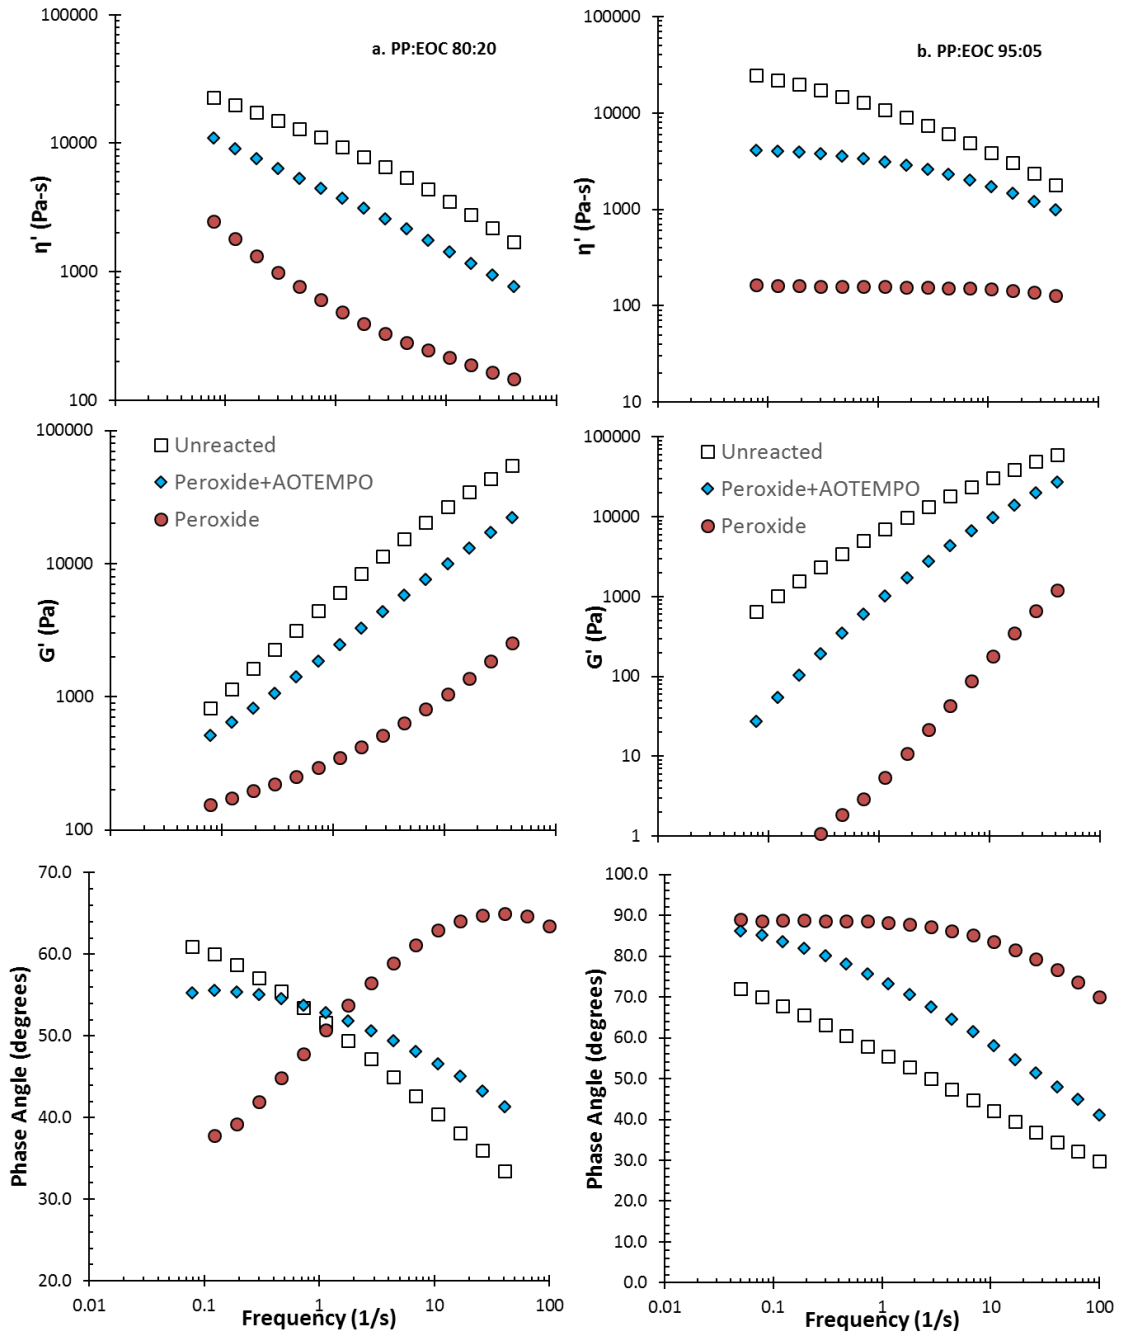 a. PP:EOC 80:20
100000
10000
1000
100
η' (Pa-s)
b. PP:EOC 95:05
100000
10000
1000
100
10
η' (Pa-s)
Unreacted
Peroxide+AOTEMPO
Peroxide
100000
10000
1000
100
G' (Pa)
Unreacted
Peroxide+AOTEMPO
Peroxide
100000
10000
1000
100
10
1
G' (Pa)
70.0
60.0
50.0
40.0
30.0
20.0
Phase Angle (degrees)
0.01 0.1 1 10 100
Frequency (1/s)
100.0
90.0
80.0
70.0
60.0
50.0
40.0
30.0
20.0
10.0
0.0
Phase Angle (degrees)
0.01 0.1 1 10 100
Frequency (1/s)